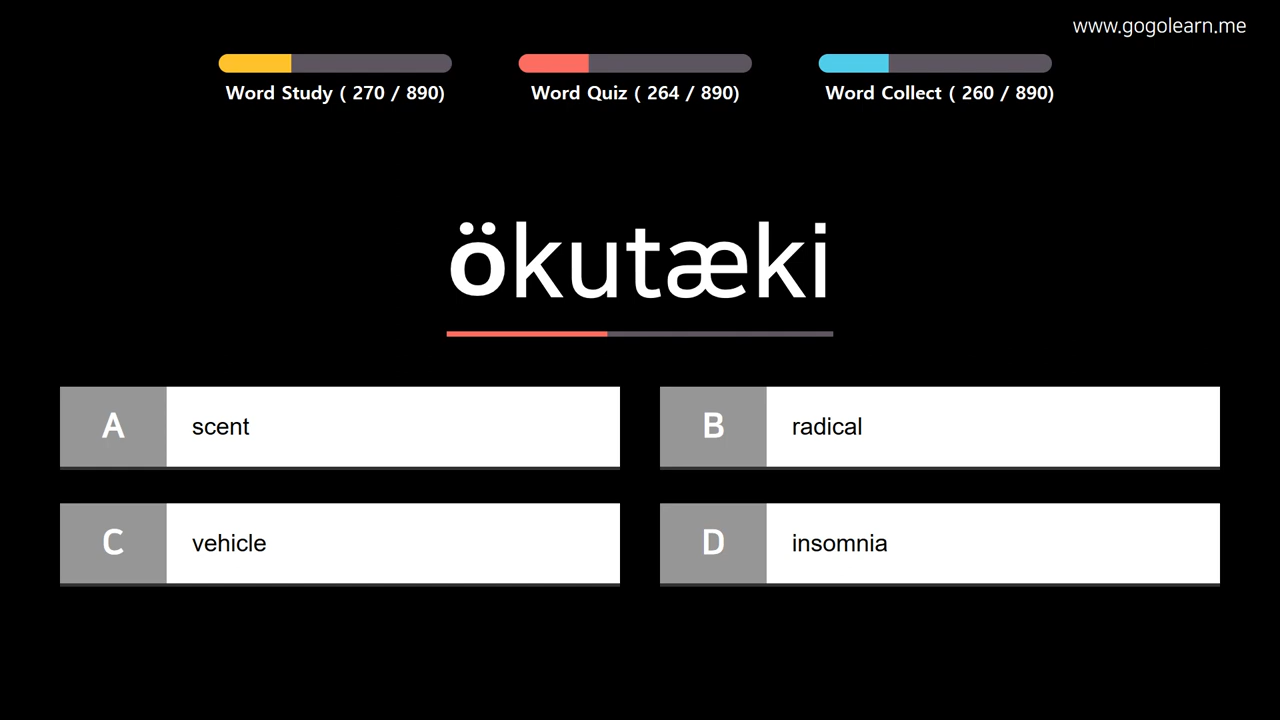 www.gogolearn.me
Word Study ( 270 / 890)
Word Quiz ( 264 / 890)
Word Collect ( 260 / 890)
ökutæki
A scent
B radical
C vehicle
D insomnia